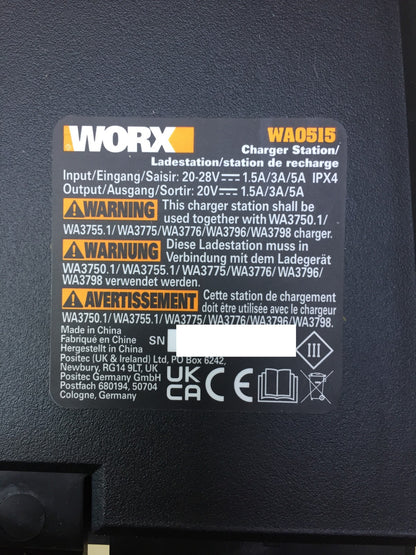 WORX
WA0515
Charger Station/
Ladestation/station de recharge
Input/Eingang/Saisir: 20-28V⎓1.5A/3A/5A IPX4
Output/Ausgang/Sortir: 20V⎓1.5A/3A/5A
WARNING This charger station shall be
used together with WA3750.1/
WA3755.1/ WA3775/WA3776/WA3796/WA3798 charger.
WARNUNG Diese Ladestation muss in
Verbindung mit dem Ladegerät
WA3750.1/ WA3755.1/ WA3775/WA3776/ WA3796/
WA3798 verwendet werden.
AVERTISSEMENT Cette station de chargement
doit être utilisée avec le chargeur
WA3750.1/ WA3755.1/ WA3775/WA3776/WA3796/WA3798.
Made in China
Fabriqué en Chine
Hergestellt in China
SN
Positec (UK & Ireland) Ltd, PO Box 6242,
Newbury, RG14 9LT, UK
Positec Germany GmbH
Postfach 680194, 50704
Cologne, Germany
UK
CA
CE
III